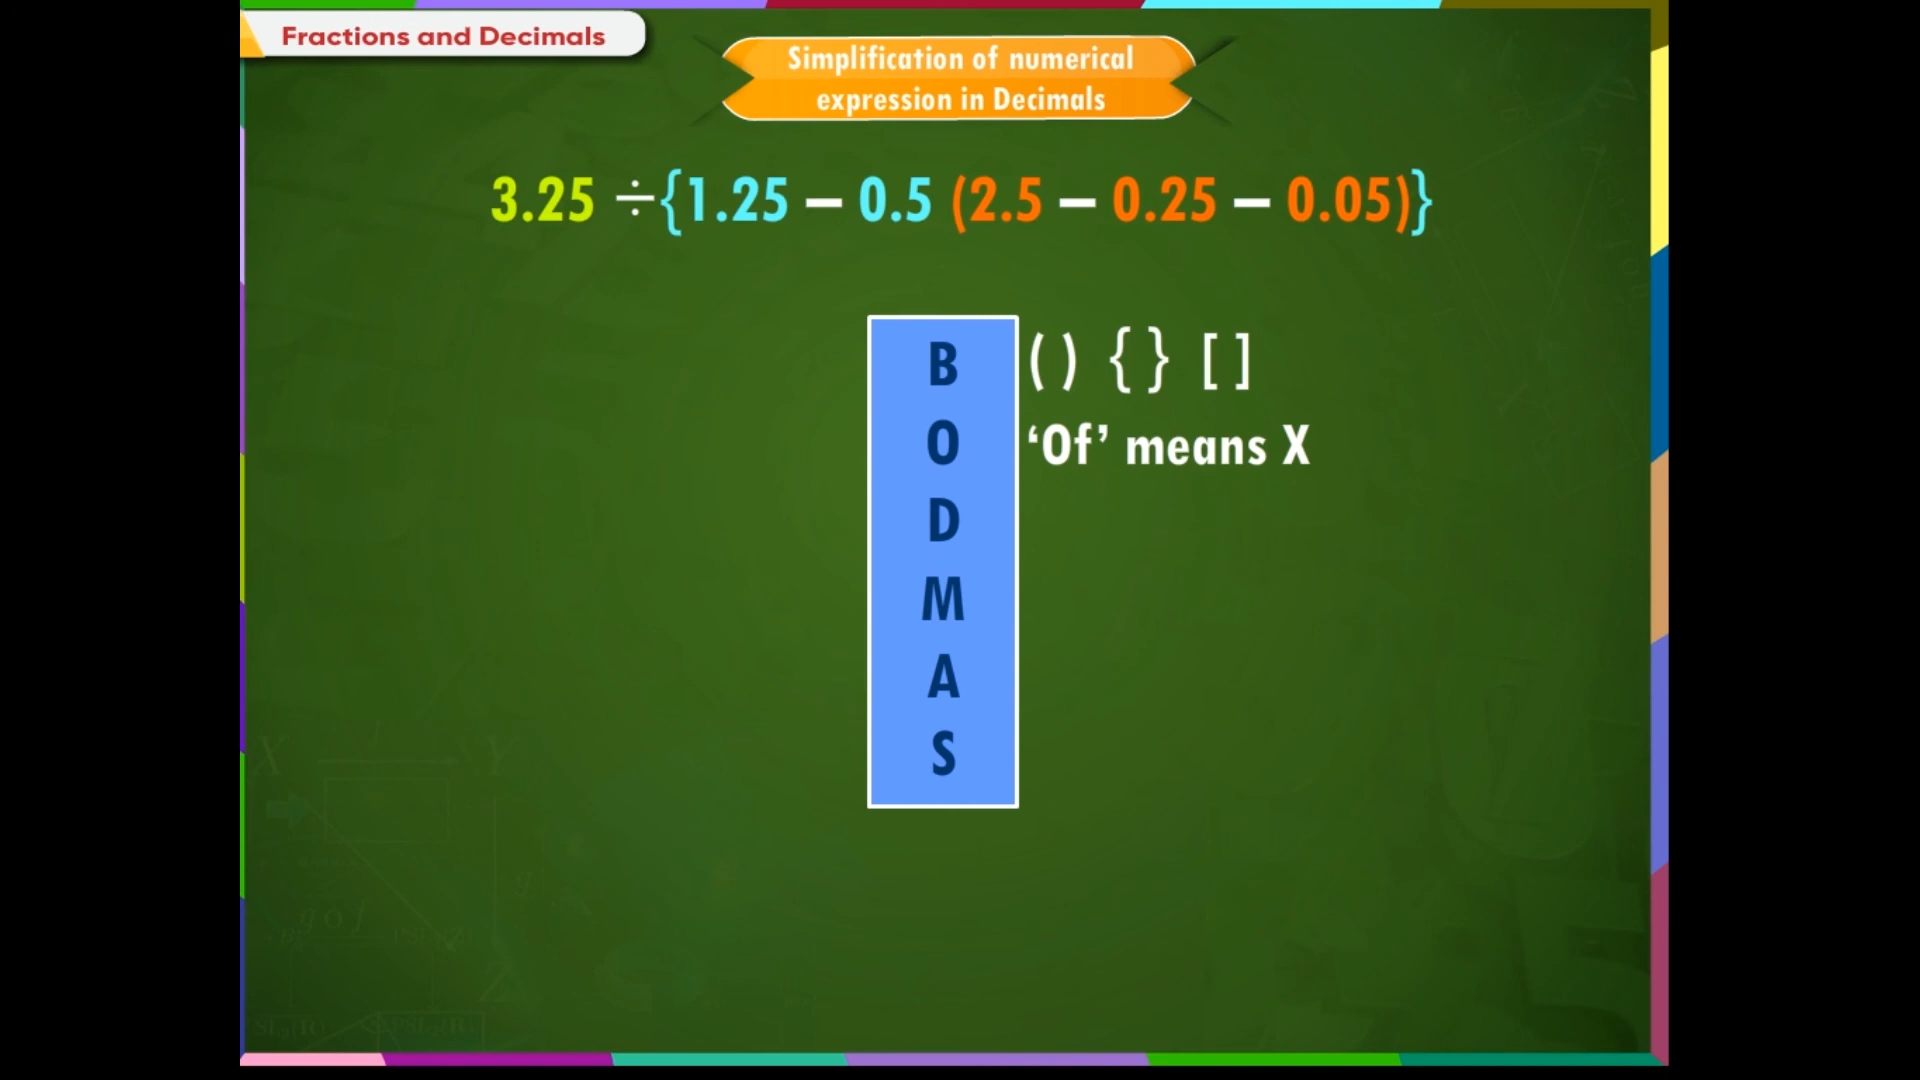 Fractions and Decimals
Simplification of numerical
expression in Decimals
3.25 ÷{1.25 – 0.5 (2.5 – 0.25 – 0.05)}
B () {} []
O ‘Of’ means X
D
M
A
S